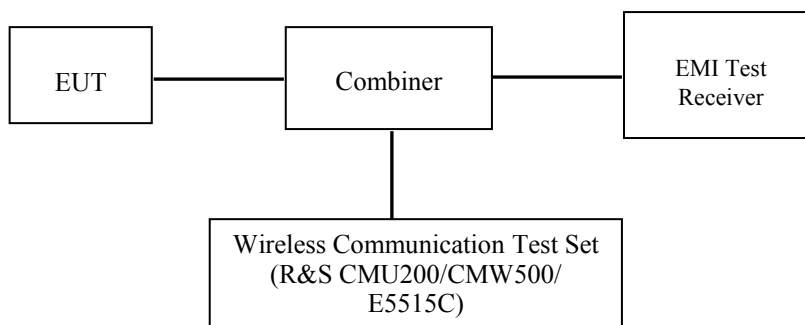 EUT
Combiner
EMI Test
Receiver
Wireless Communication Test Set
(R&S CMU200/CMW500/
E5515C)